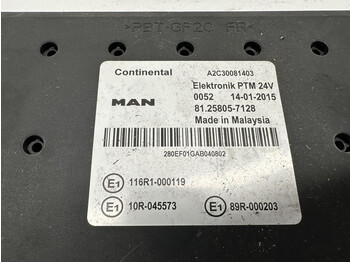 >PBT-GF20 FR<
Continental A2C30081403
MAN Elektronik PTM 24V
0052 14-01-2015
81.25805-7128
Made in Malaysia
280EF01GAB040802
E1 116R1-000119
E1 10R-045573 E1 89R-000203